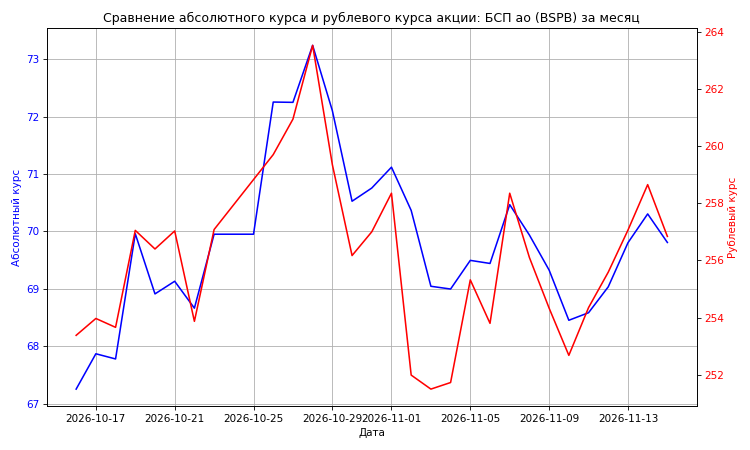 Сравнение абсолютного курса и рублевого курса акции: БСП ао (BSPB) за месяц
Абсолютный курс
73
72
71
70
69
68
67
264
262
260
258
256
254
252
Рублевый курс
2026-10-17 2026-10-21 2026-10-25 2026-10-29 2026-11-01 2026-11-05 2026-11-09 2026-11-13
Дата